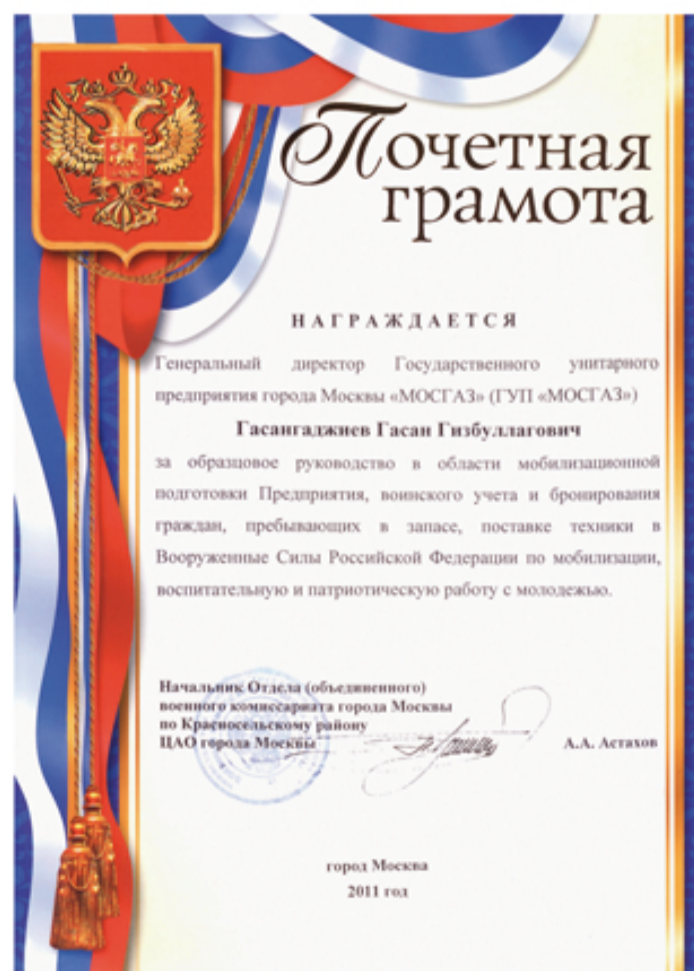 Почетная
грамота
НАГРАЖДАЕТСЯ
Генеральный директор Государственного унитарного
предприятия города Москвы «МОСГАЗ» (ГУП «МОСГАЗ»)
Гасангаджиев Гасан Гизбуллагович
за образцовое руководство в области мобилизационной
подготовки Предприятия, воинского учета и бронирования
граждан, пребывающих в запасе, поставке техники в
Вооруженные Силы Российской Федерации по мобилизации,
воспитательную и патриотическую работу с молодежью.
Начальник Отдела (объединенного)
военного комиссариата города Москвы
по Красносельскому району
ЦАО города Москвы
А.А. Астахов
город Москва
2011 год